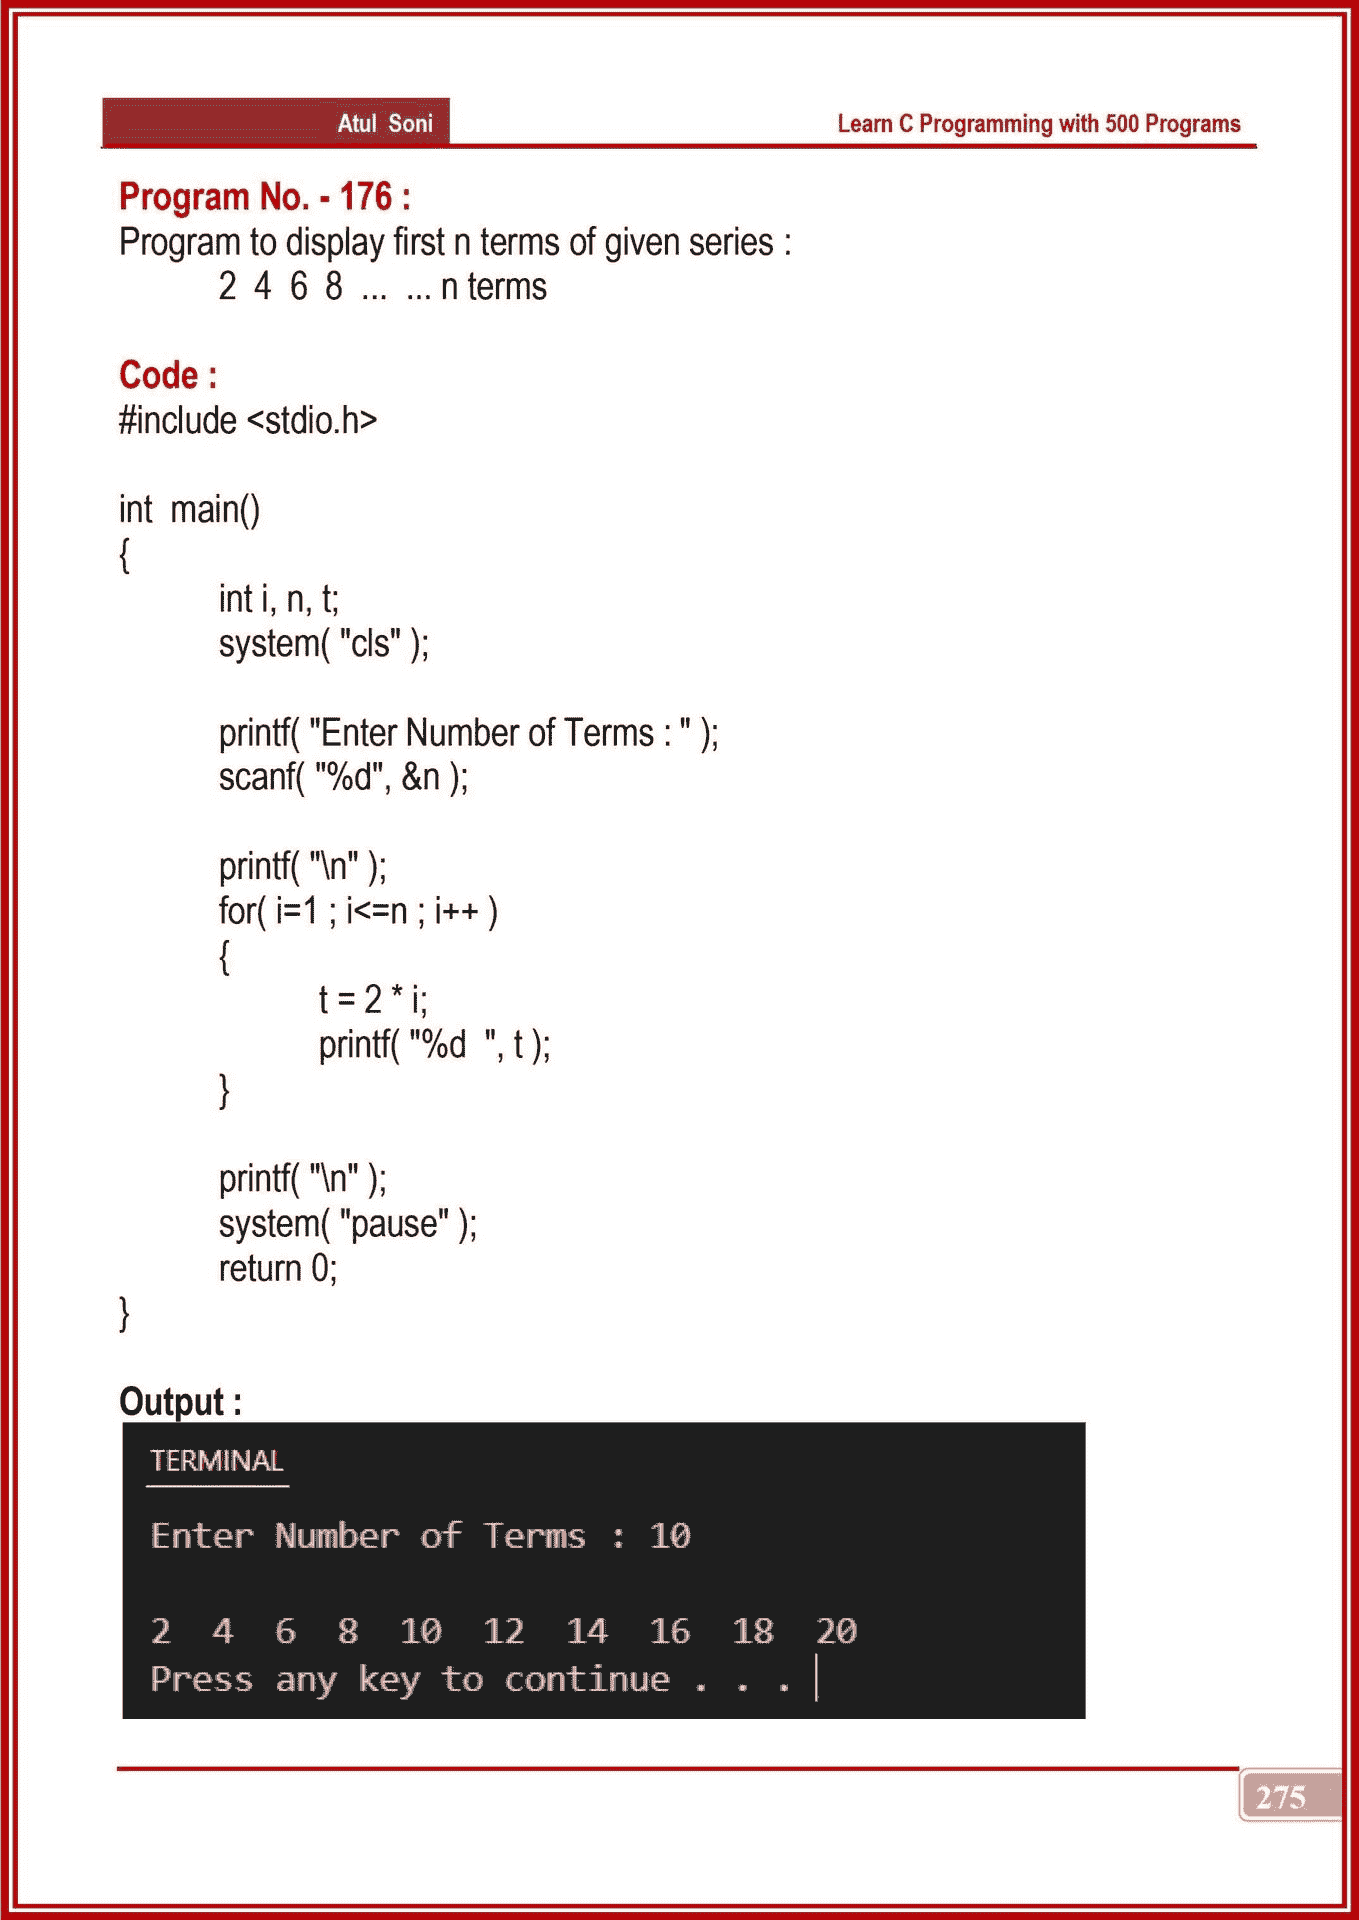 Atul  Soni
Learn C Programming with 500 Programs
Program No. - 176 :
Program to display first n terms of given series :
2  4  6  8  ...  ... n terms
Code :
#include <stdio.h>
int  main()
{
int i, n, t;
system( "cls" );
printf( "Enter Number of Terms : " );
scanf( "%d", &n );
printf( "\n" );
for( i=1 ; i<=n ; i++ )
{
t = 2 * i;
printf( "%d  ", t );
}
printf( "\n" );
system( "pause" );
return 0;
}
Output :
TERMINAL
Enter Number of Terms : 10
2  4  6  8  10  12  14  16  18  20
Press any key to continue . . .
275